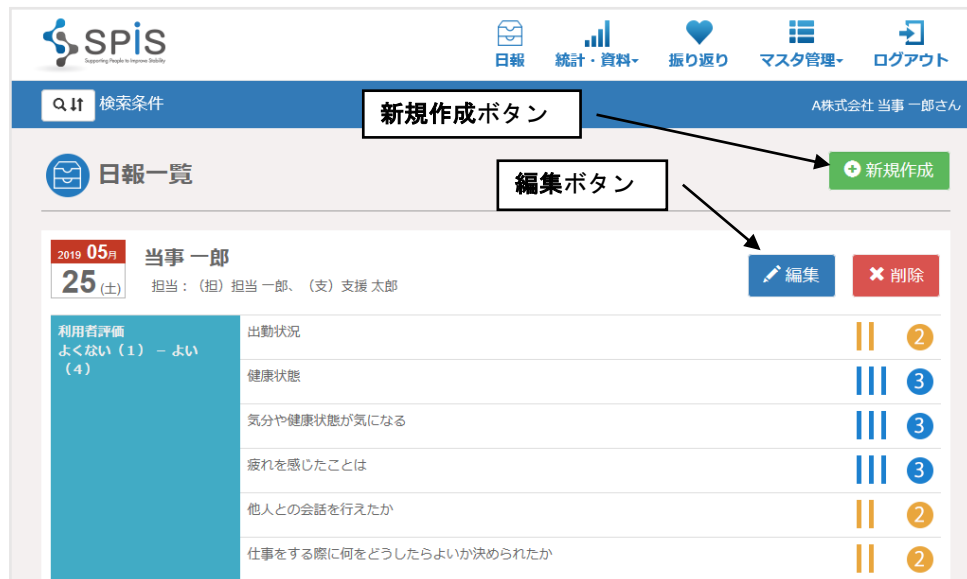 SPiS
Supporting People to Improve Stability
日報 統計・資料 振り返り マスタ管理 ログアウト
検索条件
A株式会社 当事 一郎さん
新規作成ボタン
日報一覧
新規作成
編集ボタン
2019 05月
25 (土)
当事 一郎
担当：（担）担当 一郎、（支）支援 太郎
編集
削除
利用者評価
よくない（1） – よい
（4）
出勤状況 2
健康状態 3
気分や健康状態が気になる 3
疲れを感じたことは 3
他人との会話を行えたか 2
仕事をする際に何をどうしたらよいか決められたか 2